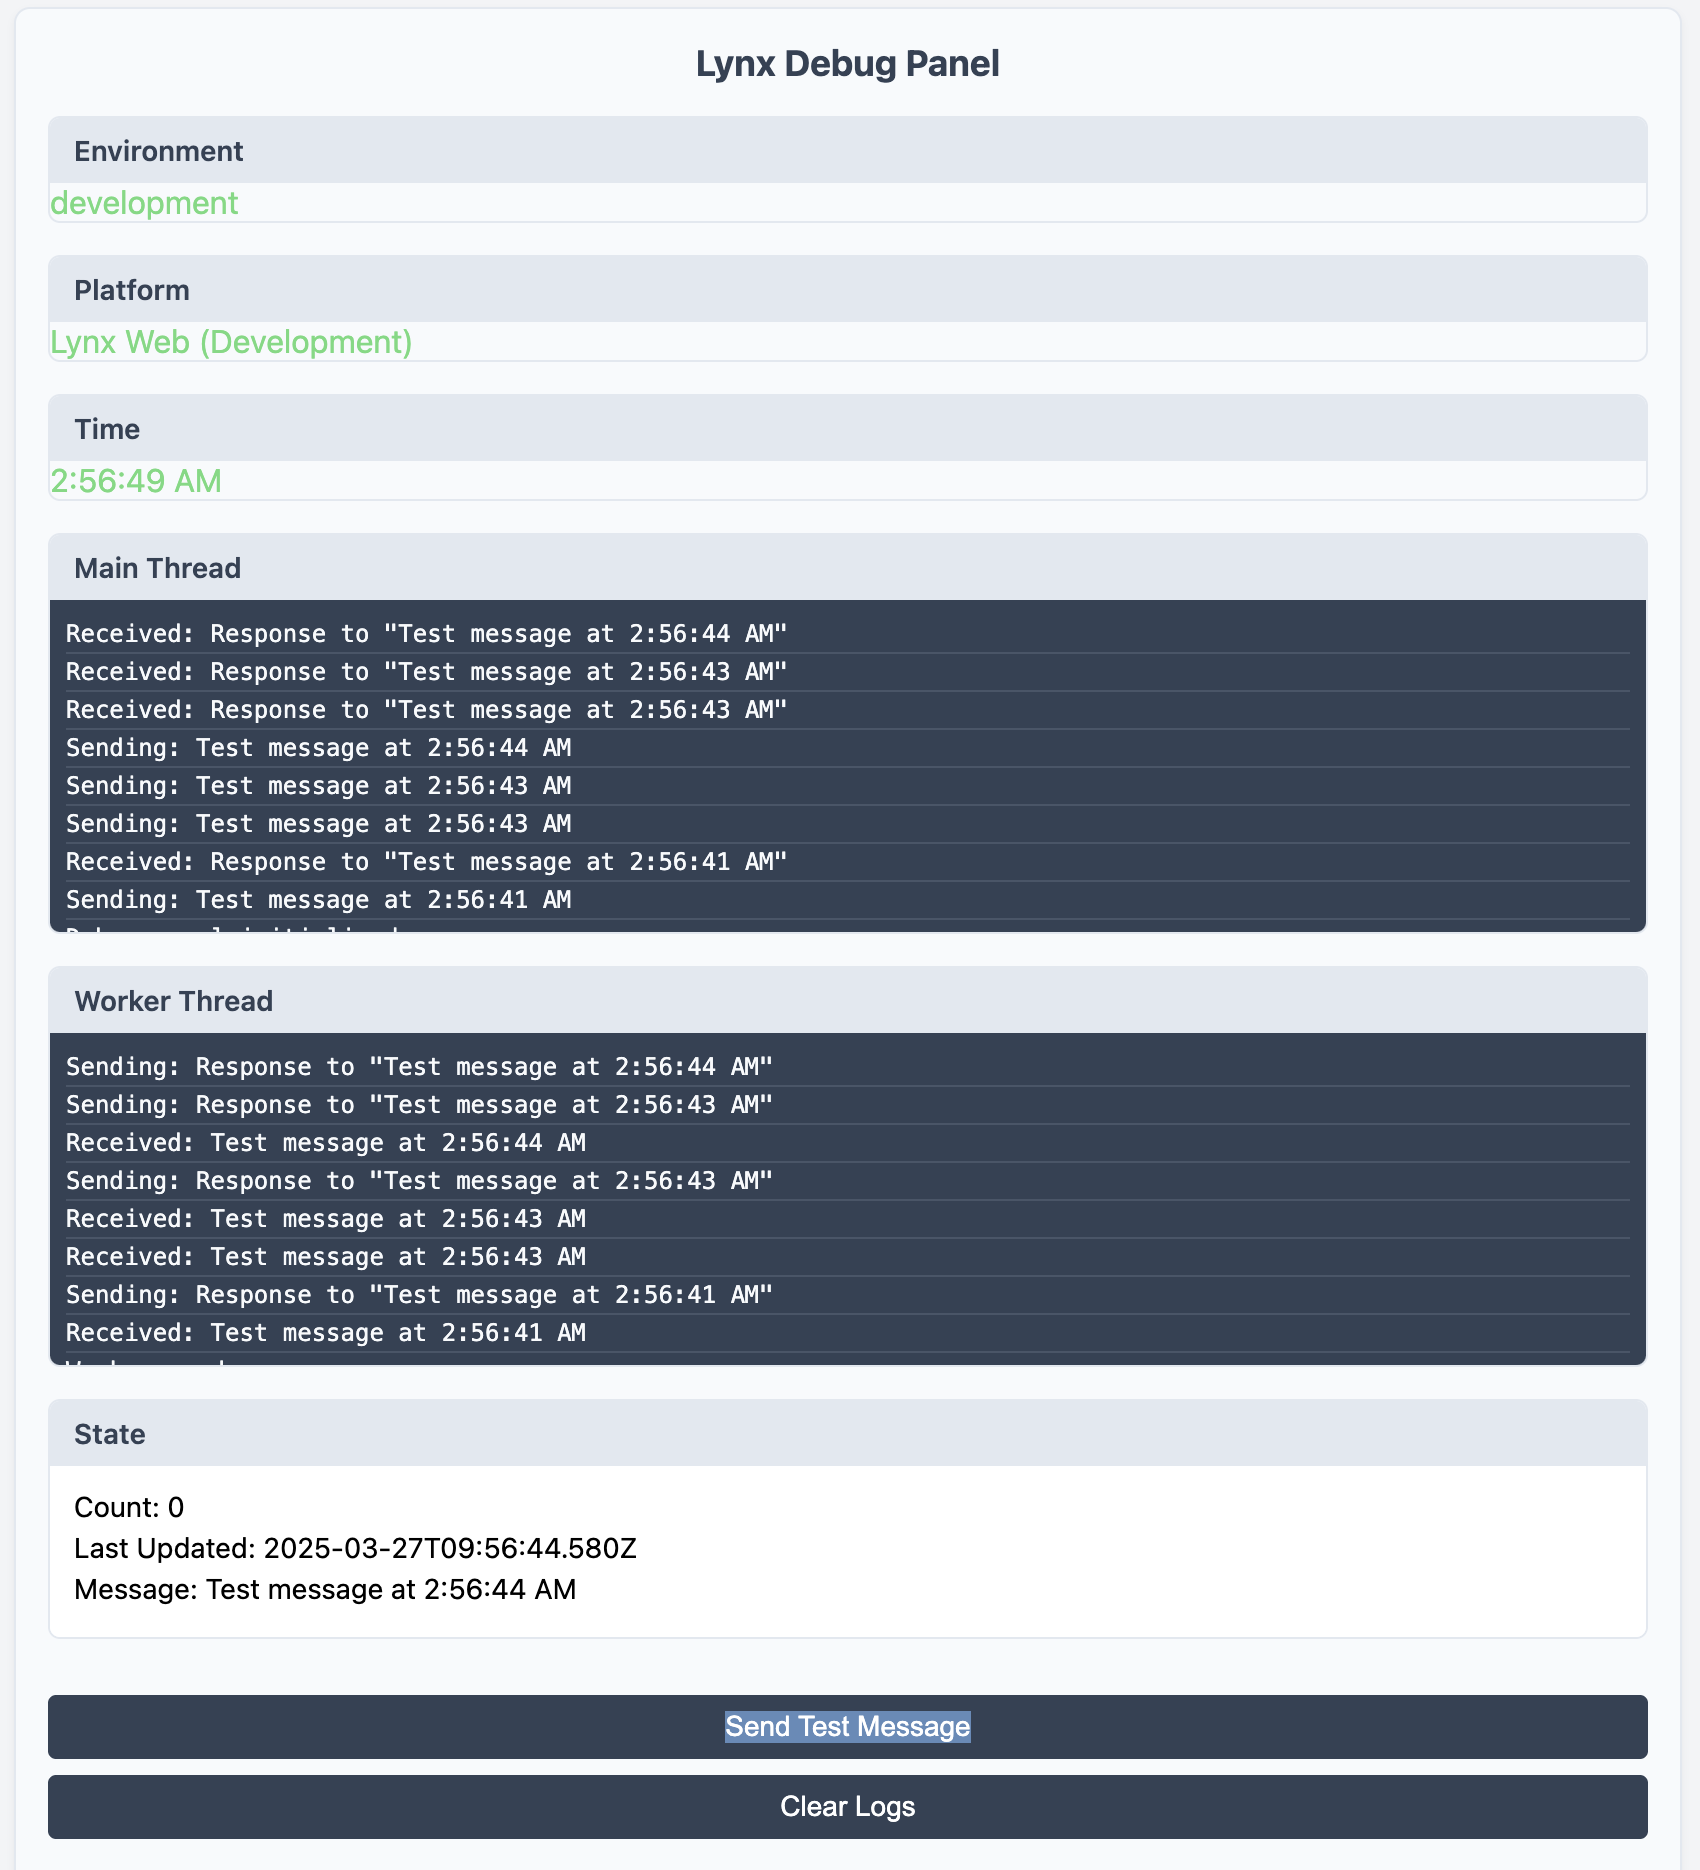 Lynx Debug Panel
Environment
development
Platform
Lynx Web (Development)
Time
2:56:49 AM
Main Thread
Received: Response to "Test message at 2:56:44 AM"
Received: Response to "Test message at 2:56:43 AM"
Received: Response to "Test message at 2:56:43 AM"
Sending: Test message at 2:56:44 AM
Sending: Test message at 2:56:43 AM
Sending: Test message at 2:56:43 AM
Received: Response to "Test message at 2:56:41 AM"
Sending: Test message at 2:56:41 AM
Worker Thread
Sending: Response to "Test message at 2:56:44 AM"
Sending: Response to "Test message at 2:56:43 AM"
Received: Test message at 2:56:44 AM
Sending: Response to "Test message at 2:56:43 AM"
Received: Test message at 2:56:43 AM
Received: Test message at 2:56:43 AM
Sending: Response to "Test message at 2:56:41 AM"
Received: Test message at 2:56:41 AM
State
Count: 0
Last Updated: 2025-03-27T09:56:44.580Z
Message: Test message at 2:56:44 AM
Send Test Message
Clear Logs